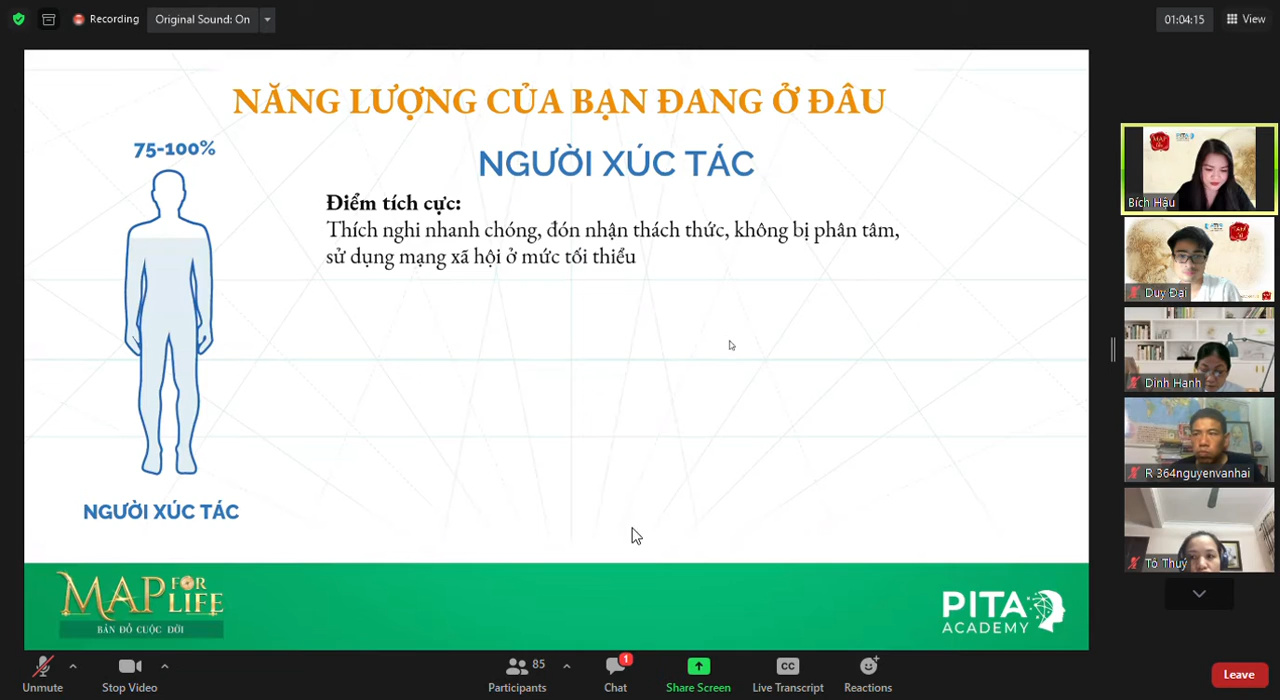 Recording
Original Sound: On
01:04:15
View
NĂNG LƯỢNG CỦA BẠN ĐANG Ở ĐÂU
75-100%
NGƯỜI XÚC TÁC
Điểm tích cực:
Thích nghi nhanh chóng, đón nhận thách thức, không bị phân tâm,
sử dụng mạng xã hội ở mức tối thiểu
NGƯỜI XÚC TÁC
MAP FOR LIFE
BẢN ĐỒ CUỘC ĐỜI
PITA
ACADEMY
Bích Hậu
Duy Đại
Dinh Hanh
R 364nguyenvanhai
Tô Thuý
Unmute
Stop Video
Participants
85
Chat
1
Share Screen
CC
Live Transcript
Reactions
Leave